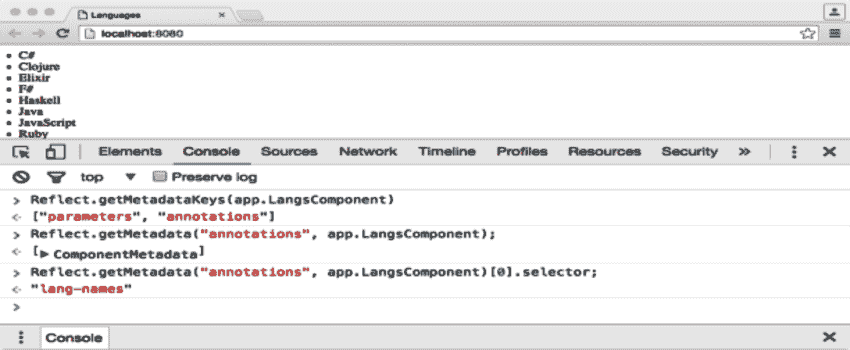 Languages
localhost:8080
C#
Clojure
Elixir
F#
Haskell
Java
JavaScript
Ruby
Elements Console Sources Network Timeline Profiles Resources Security »
top ▼ Preserve log
> Reflect.getMetadataKeys(app.LangsComponent)
<· ["parameters", "annotations"]
> Reflect.getMetadata("annotations", app.LangsComponent);
<· [▶ ComponentMetadata]
> Reflect.getMetadata("annotations", app.LangsComponent)[0].selector;
<· "lang-names"
>
Console